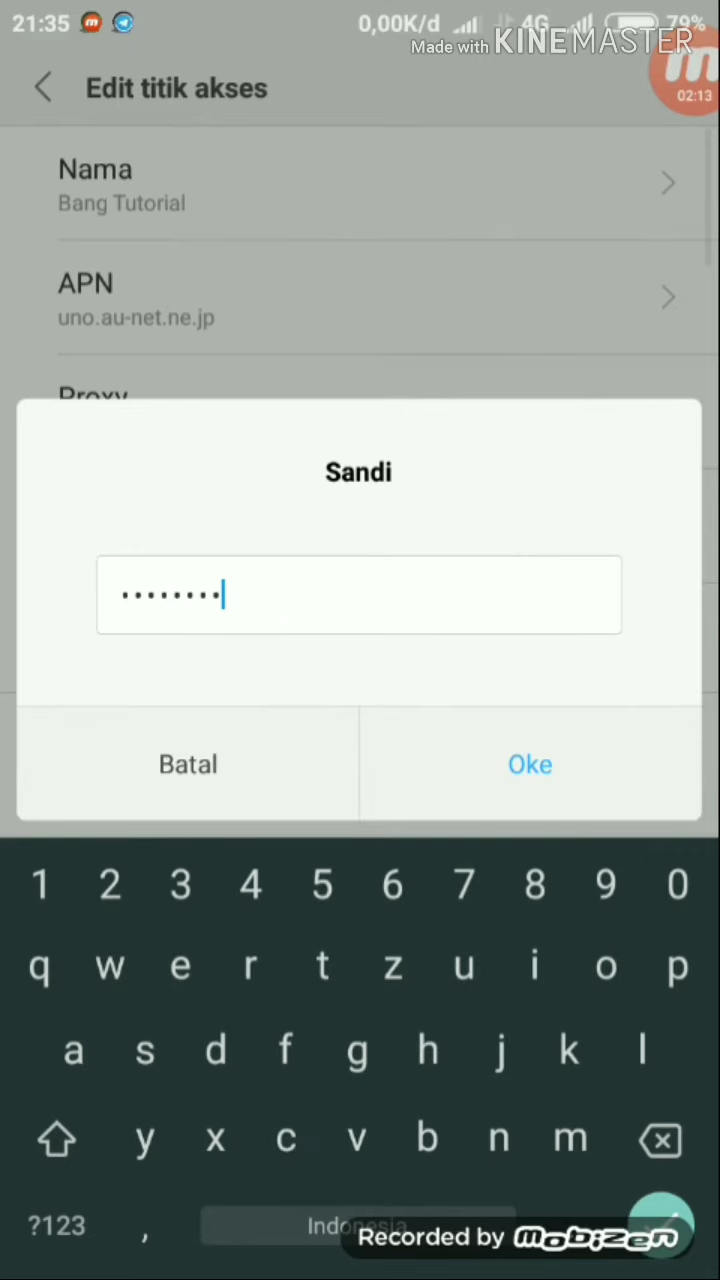 21:35 0,00K/d 4G 79%
Made with KINEMASTER
Edit titik akses
02:13
Nama
Bang Tutorial
APN
uno.au-net.ne.jp
Proxy
Sandi
••••••••
Batal Oke
1 2 3 4 5 6 7 8 9 0
q w e r t z u i o p
a s d f g h j k l
y x c v b n m
?123 , Indonesia
Recorded by mobizen